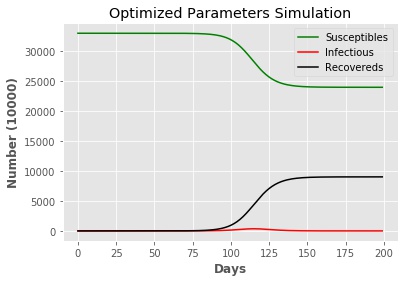 Optimized Parameters Simulation
Number (10000)
30000
25000
20000
15000
10000
5000
0
Susceptibles
Infectious
Recovereds
0 25 50 75 100 125 150 175 200
Days